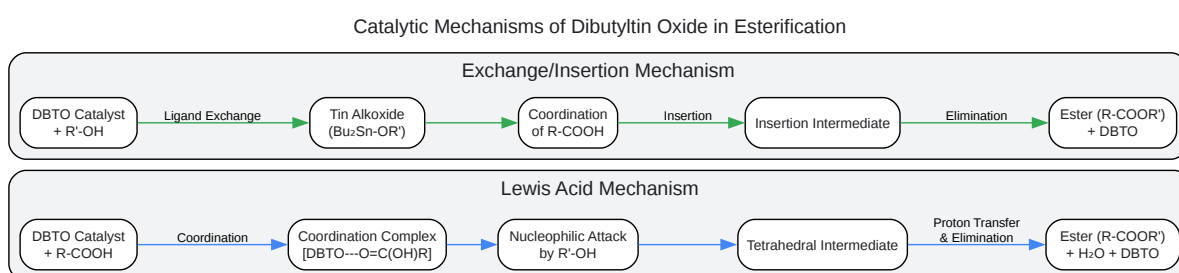 Catalytic Mechanisms of Dibutyltin Oxide in Esterification
Exchange/Insertion Mechanism
DBTO Catalyst
+ R'-OH
Ligand Exchange
Tin Alkoxide
(Bu₂Sn-OR')
Coordination
of R-COOH
Insertion
Insertion Intermediate
Elimination
Ester (R-COOR')
+ DBTO
Lewis Acid Mechanism
DBTO Catalyst
+ R-COOH
Coordination
Coordination Complex
[DBTO---O=C(OH)R]
Nucleophilic Attack
by R'-OH
Tetrahedral Intermediate
Proton Transfer
& Elimination
Ester (R-COOR')
+ H₂O + DBTO